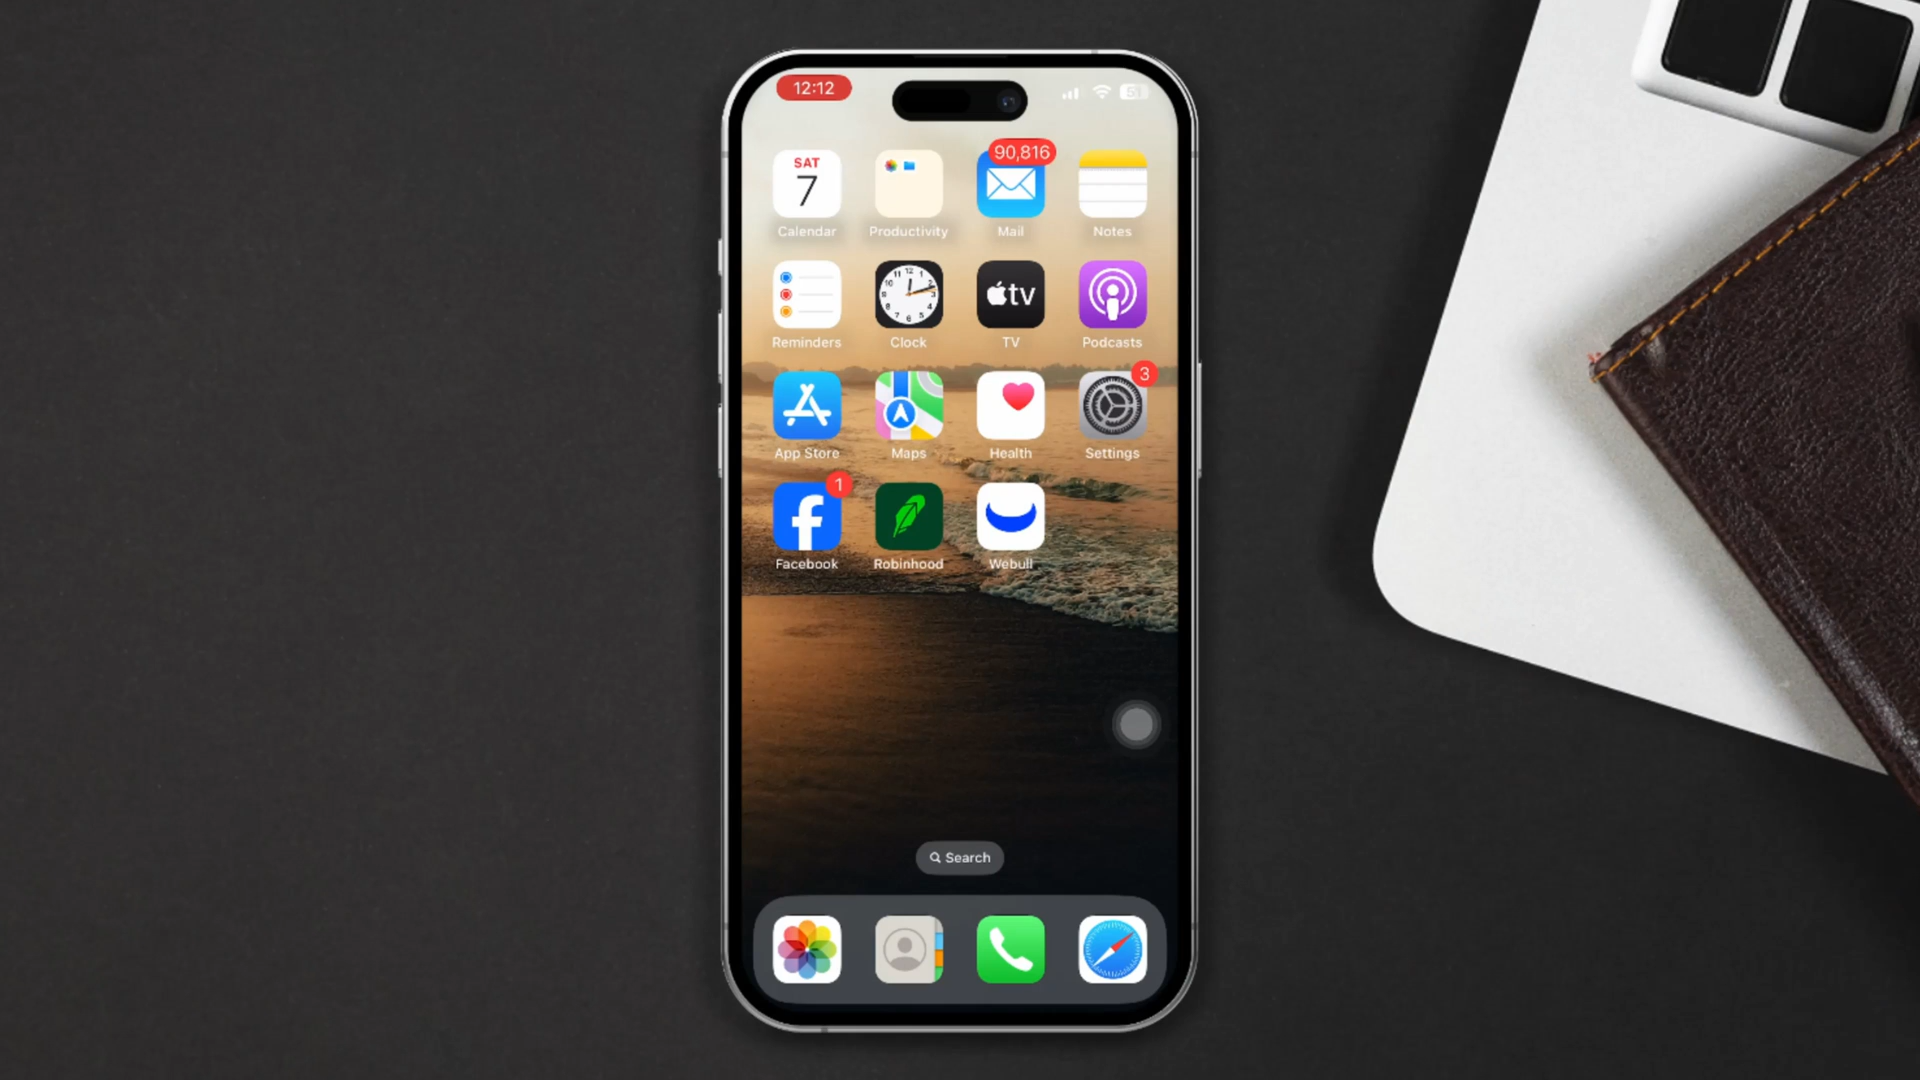 12:12
SAT
7
90,816
Calendar
Productivity
Mail
Notes
tv
Reminders
Clock
TV
Podcasts
3
App Store
Maps
Health
Settings
1
Facebook
Robinhood
Webull
Search